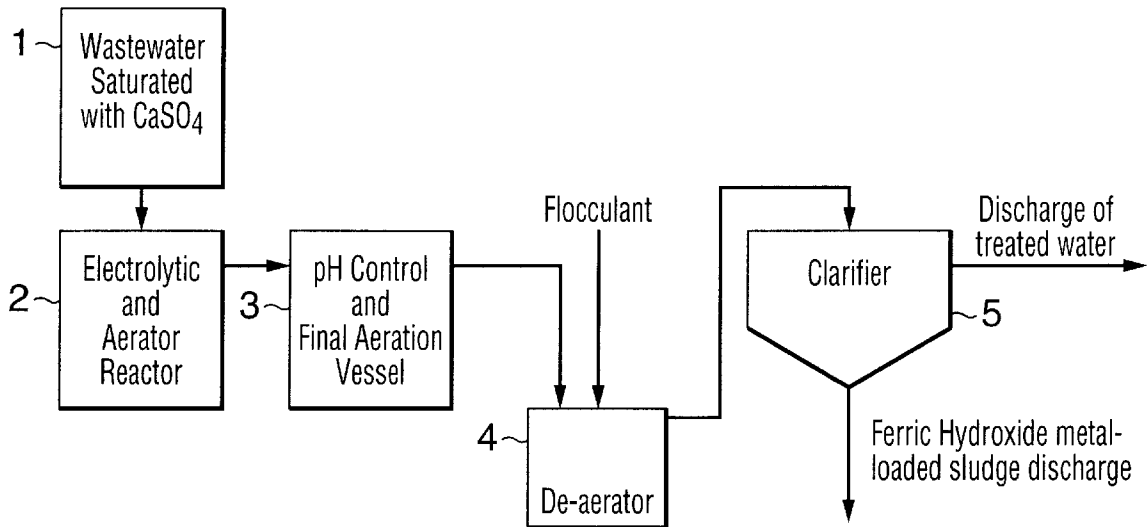 1
Wastewater
Saturated
with CaSO4
2
Electrolytic
and
Aerator
Reactor
3
pH Control
and
Final Aeration
Vessel
Flocculant
4
De-aerator
Clarifier
5
Discharge of
treated water
Ferric Hydroxide metal-
loaded sludge discharge